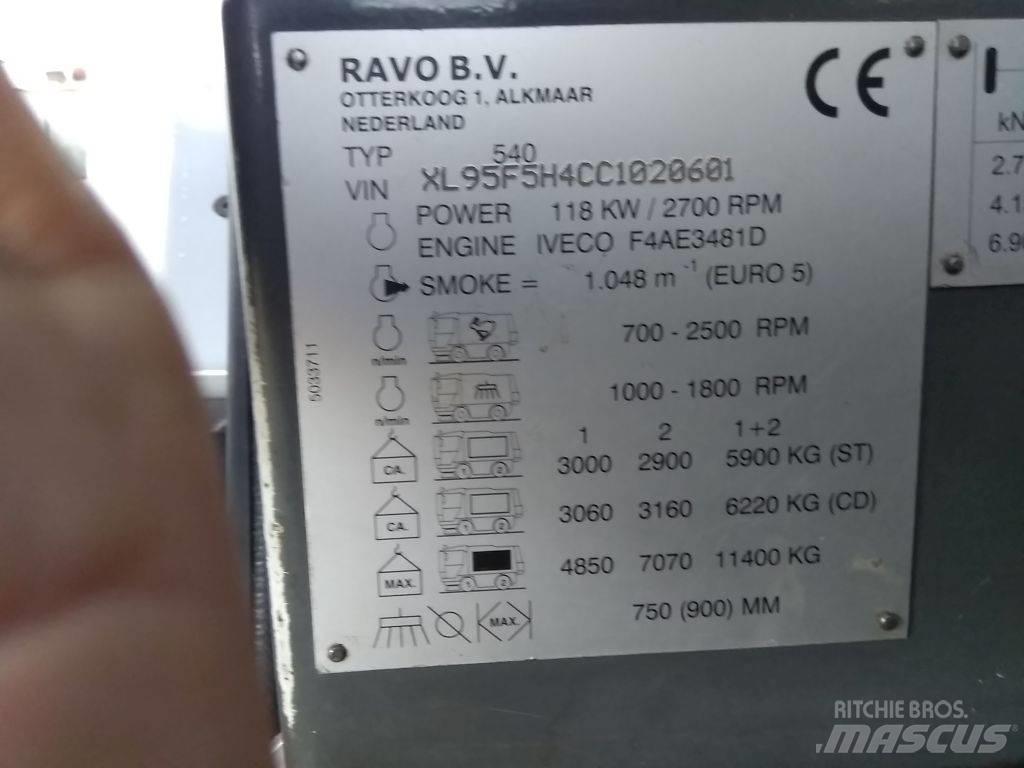 RAVO B.V.
OTTERKOOG 1, ALKMAAR
NEDERLAND
TYP 540
VIN XL95F5H4CC1020601
POWER 118 KW / 2700 RPM
ENGINE IVECO F4AE3481D
SMOKE = 1.048 m⁻¹ (EURO 5)
n/min 700 - 2500 RPM
n/min 1000 - 1800 RPM
1 2 1+2
CA. 3000 2900 5900 KG (ST)
CA. 3060 3160 6220 KG (CD)
MAX. 4850 7070 11400 KG
MAX. 750 (900) MM
5033711
CE
kN
2.7
4.1
RITCHIE BROS.
MASCUS